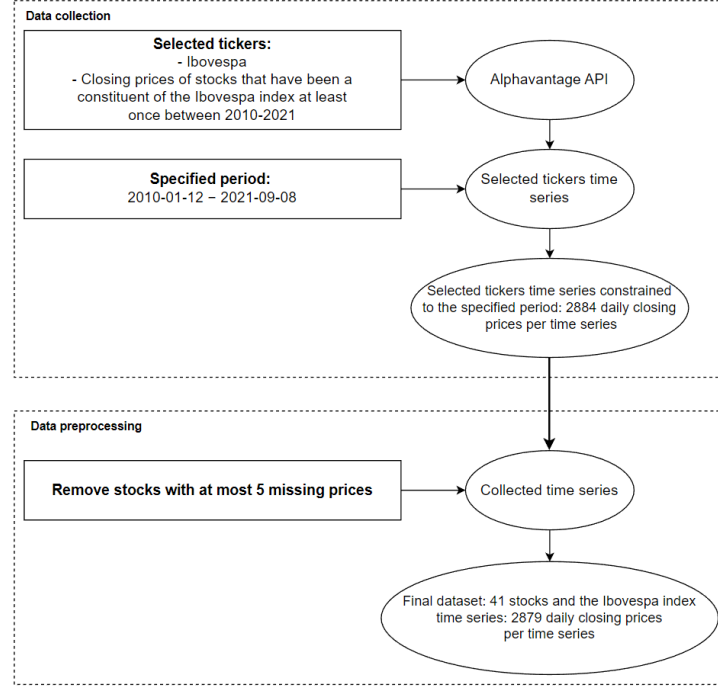 Data collection
Selected tickers:
- Ibovespa
- Closing prices of stocks that have been a
constituent of the Ibovespa index at least
once between 2010-2021
Alphavantage API
Specified period:
2010-01-12 – 2021-09-08
Selected tickers time
series
Selected tickers time series constrained
to the specified period: 2884 daily closing
prices per time series
Data preprocessing
Remove stocks with at most 5 missing prices
Collected time series
Final dataset: 41 stocks and the Ibovespa index
time series: 2879 daily closing prices
per time series